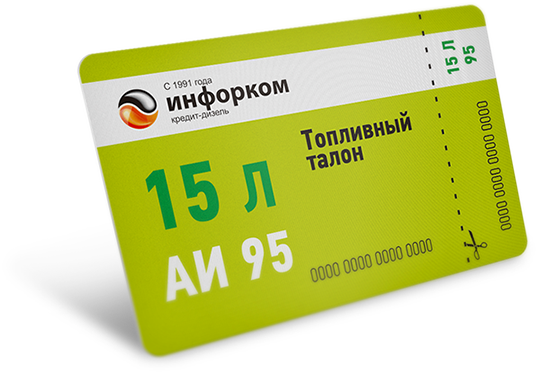 С 1991 года
инфорком
кредит-дизель
Топливный
талон
15 Л
АИ 95
0000 0000 0000 0000
15 Л
95
0000 0000 0000 0000